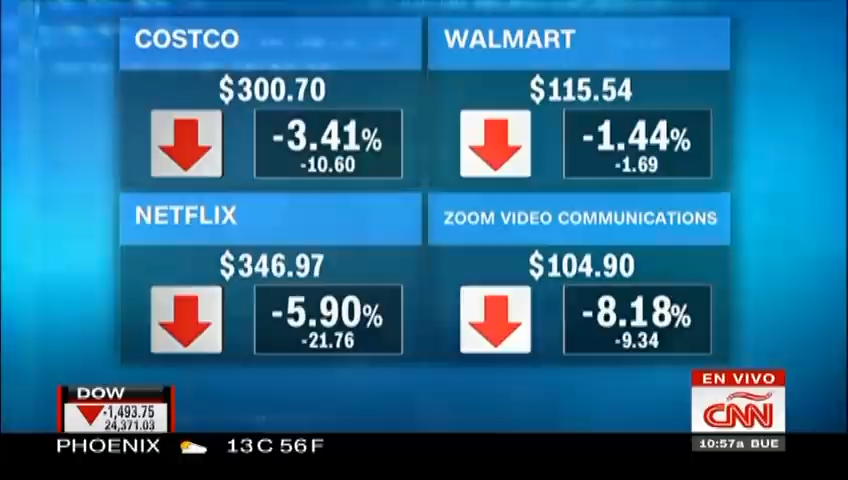 COSTCO
$300.70
-3.41%
-10.60
WALMART
$115.54
-1.44%
-1.69
NETFLIX
$346.97
-5.90%
-21.76
ZOOM VIDEO COMMUNICATIONS
$104.90
-8.18%
-9.34
DOW
-1,493.75
24,371.03
EN VIVO
CNN
10:57a BUE
PHOENIX 13 C 56 F